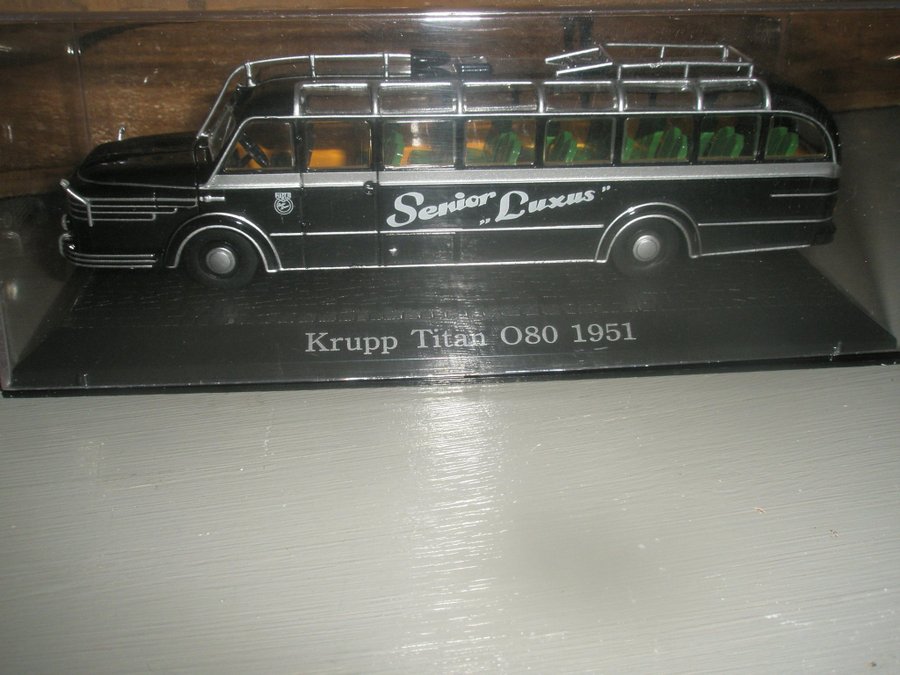 Senior
„Luxus”
Krupp Titan O80 1951